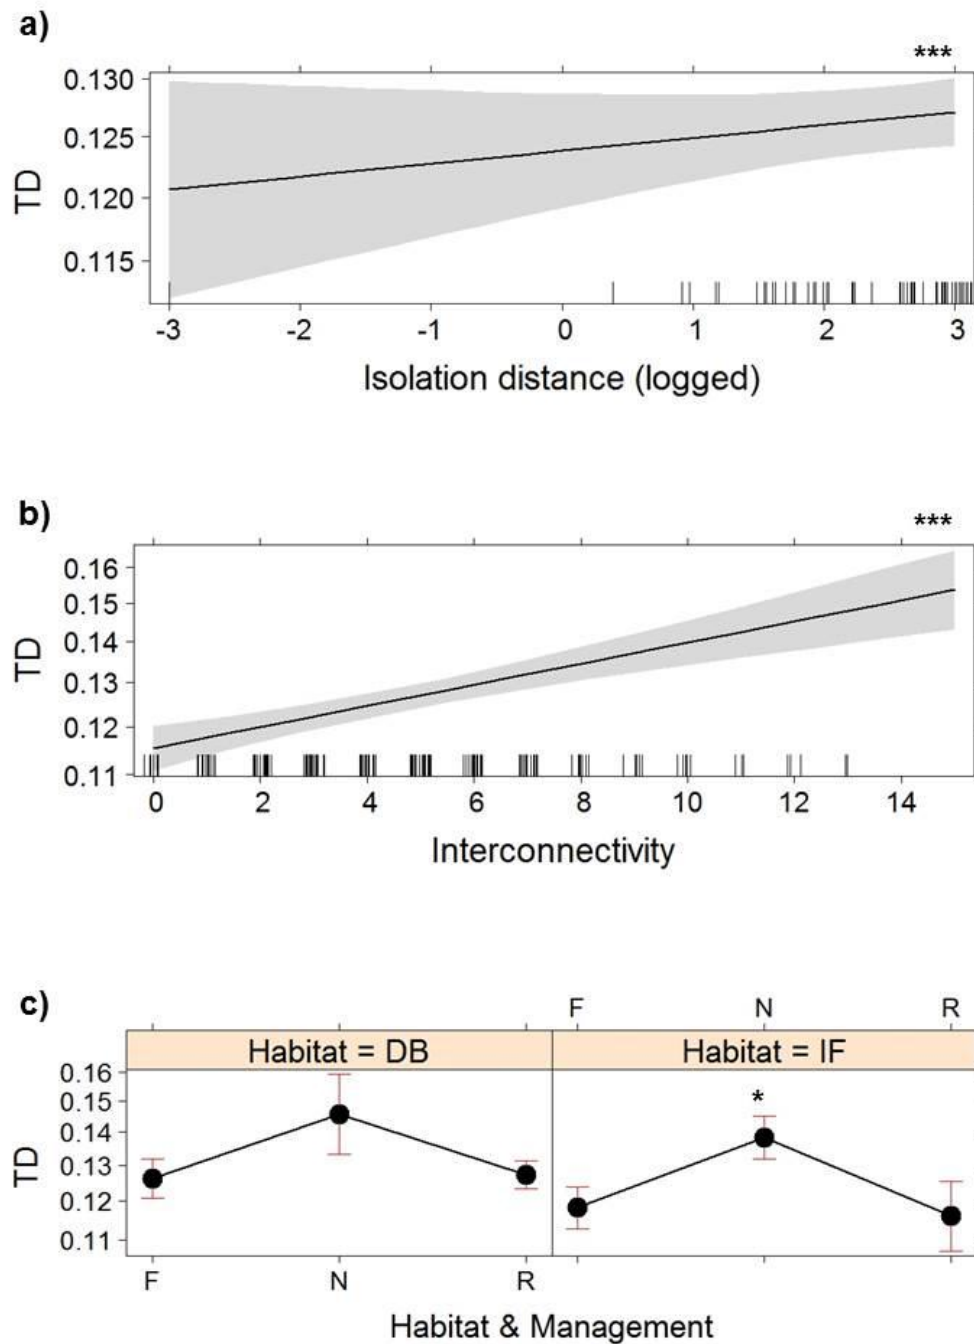 a)
***
0.130
0.125
0.120
0.115
TD
-3 -2 -1 0 1 2 3
Isolation distance (logged)
b)
***
0.16
0.15
0.14
0.13
0.12
0.11
TD
0 2 4 6 8 10 12 14
Interconnectivity
c)
F N R
Habitat = DB Habitat = IF
0.16
0.15
0.14
0.13
0.12
0.11
TD
*
F N R
Habitat & Management